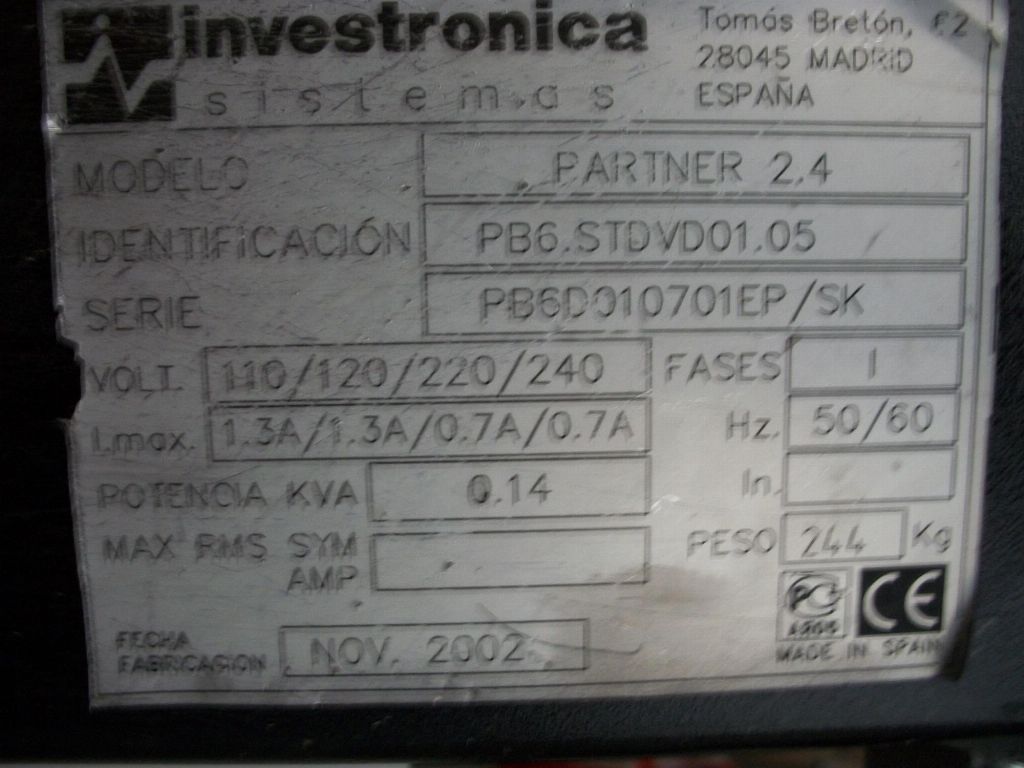 investronica
sistemas
Tomás Bretón, 62
28045 MADRID
ESPAÑA
MODELO PARTNER 2.4
IDENTIFICACIÓN PB6.STDVD01.05
SERIE PB6D010701EP/SK
VOLT. 110/120/220/240 FASES 1
I.max. 1.3A/1.3A/0.7A/0.7A Hz. 50/60
POTENCIA KVA 0.14 In.
MAX RMS SYM AMP PESO 244 Kg
FECHA FABRICACION NOV. 2002
CE
MADE IN SPAIN